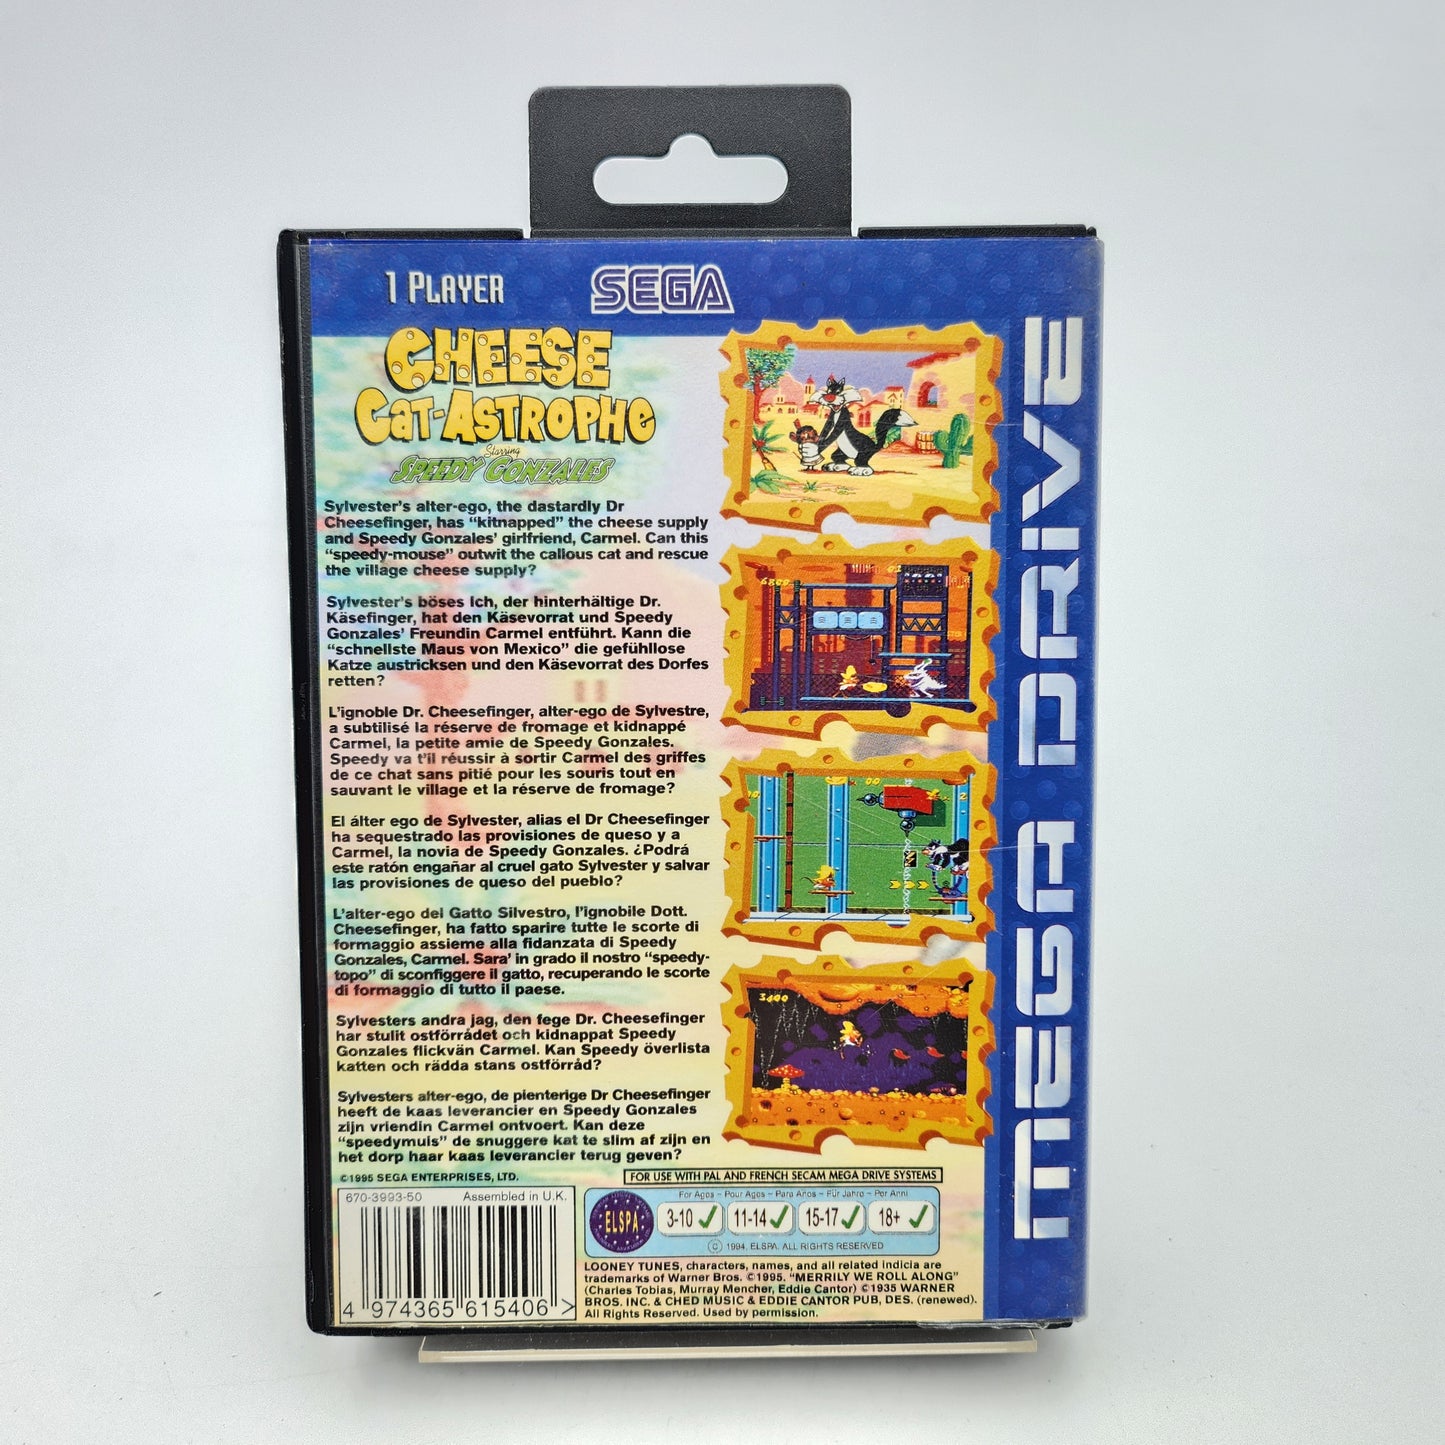 1 PLAYER
SEGA
CHEESE
CAT-ASTROPHE
Starring
SPEEDY GONZALES
Sylvester's alter-ego, the dastardly Dr
Cheesefinger, has "kitnapped" the cheese supply
and Speedy Gonzales' girlfriend, Carmel. Can this
"speedy-mouse" outwit the callous cat and rescue
the village cheese supply?
Sylvester's böses Ich, der hinterhältige Dr.
Käsefinger, hat den Käsevorrat und Speedy
Gonzales' Freundin Carmel entführt. Kann die
"schnellste Maus von Mexico" die gefühllose
Katze austricksen und den Käsevorrat des Dorfes
retten?
L'ignoble Dr. Cheesefinger, alter-ego de Sylvestre,
a subtilisé la réserve de fromage et kidnappé
Carmel, la petite amie de Speedy Gonzales.
Speedy va t'il réussir à sortir Carmel des griffes
de ce chat sans pitié pour les souris tout en
sauvant le village et la réserve de fromage?
El álter ego de Sylvester, alias el Dr Cheesefinger
ha sequestrado las provisiones de queso y a
Carmel, la novia de Speedy Gonzales. ¿Podrá
este ratón engañar al cruel gato Sylvester y salvar
las provisiones de queso del pueblo?
L'alter-ego del Gatto Silvestro, l'ignobile Dott.
Cheesefinger, ha fatto sparire tutte le scorte di
formaggio assieme alla fidanzata di Speedy
Gonzales, Carmel. Sara' in grado il nostro "speedy-
topo" di sconfiggere il gatto, recuperando le scorte
di formaggio di tutto il paese.
Sylvesters andra jag, den fege Dr. Cheesefinger
har stulit ostförrådet och kidnappat Speedy
Gonzales flickvän Carmel. Kan Speedy överlista
katten och rädda stans ostförråd?
Sylvesters alter-ego, de pienterige Dr Cheesefinger
heeft de kaas leverancier en Speedy Gonzales
zijn vriendin Carmel ontvoert. Kan deze
"speedymuis" de snuggere kat te slim af zijn en
het dorp haar kaas leverancier terug geven?
©1995 SEGA ENTERPRISES, LTD.
FOR USE WITH PAL AND FRENCH SECAM MEGA DRIVE SYSTEMS
670-3993-50 Assembled in U.K.
4 974365 615406 >
For Ages – Pour Ages – Para Anos – Für Jahre – Per Anni
ELSPA
3-10 ✓ 11-14 ✓ 15-17 ✓ 18+ ✓
© 1994, ELSPA. ALL RIGHTS RESERVED
LOONEY TUNES, characters, names, and all related indicia are
trademarks of Warner Bros. ©1995. "MERRILY WE ROLL ALONG"
(Charles Tobias, Murray Mencher, Eddie Cantor) ©1935 WARNER
BROS. INC. & CHED MUSIC & EDDIE CANTOR PUB, DES. (renewed).
All Rights Reserved. Used by permission.
6800
02
00
2
3400
MEGA DRIVE